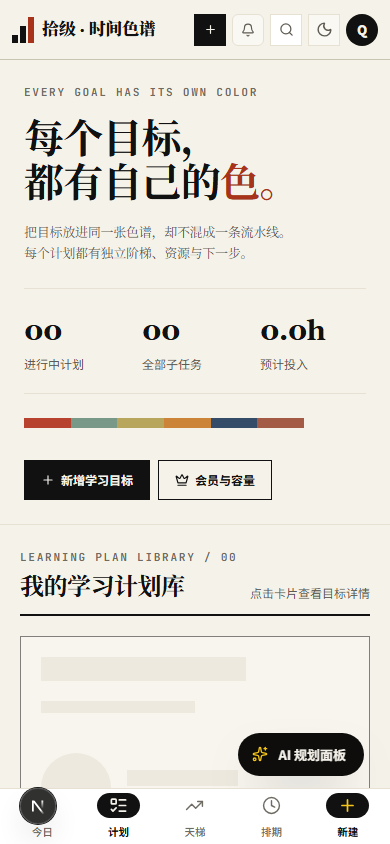 拾级 · 时间色谱
Q
EVERY GOAL HAS ITS OWN COLOR
每个目标，
都有自己的色。
把目标放进同一张色谱，却不混成一条流水线。
每个计划都有独立阶梯、资源与下一步。
00 00 0.0h
进行中计划 全部子任务 预计投入
+ 新增学习目标 会员与容量
LEARNING PLAN LIBRARY / 00
我的学习计划库 点击卡片查看目标详情
AI 规划面板
N
今日 计划 天梯 排期 新建